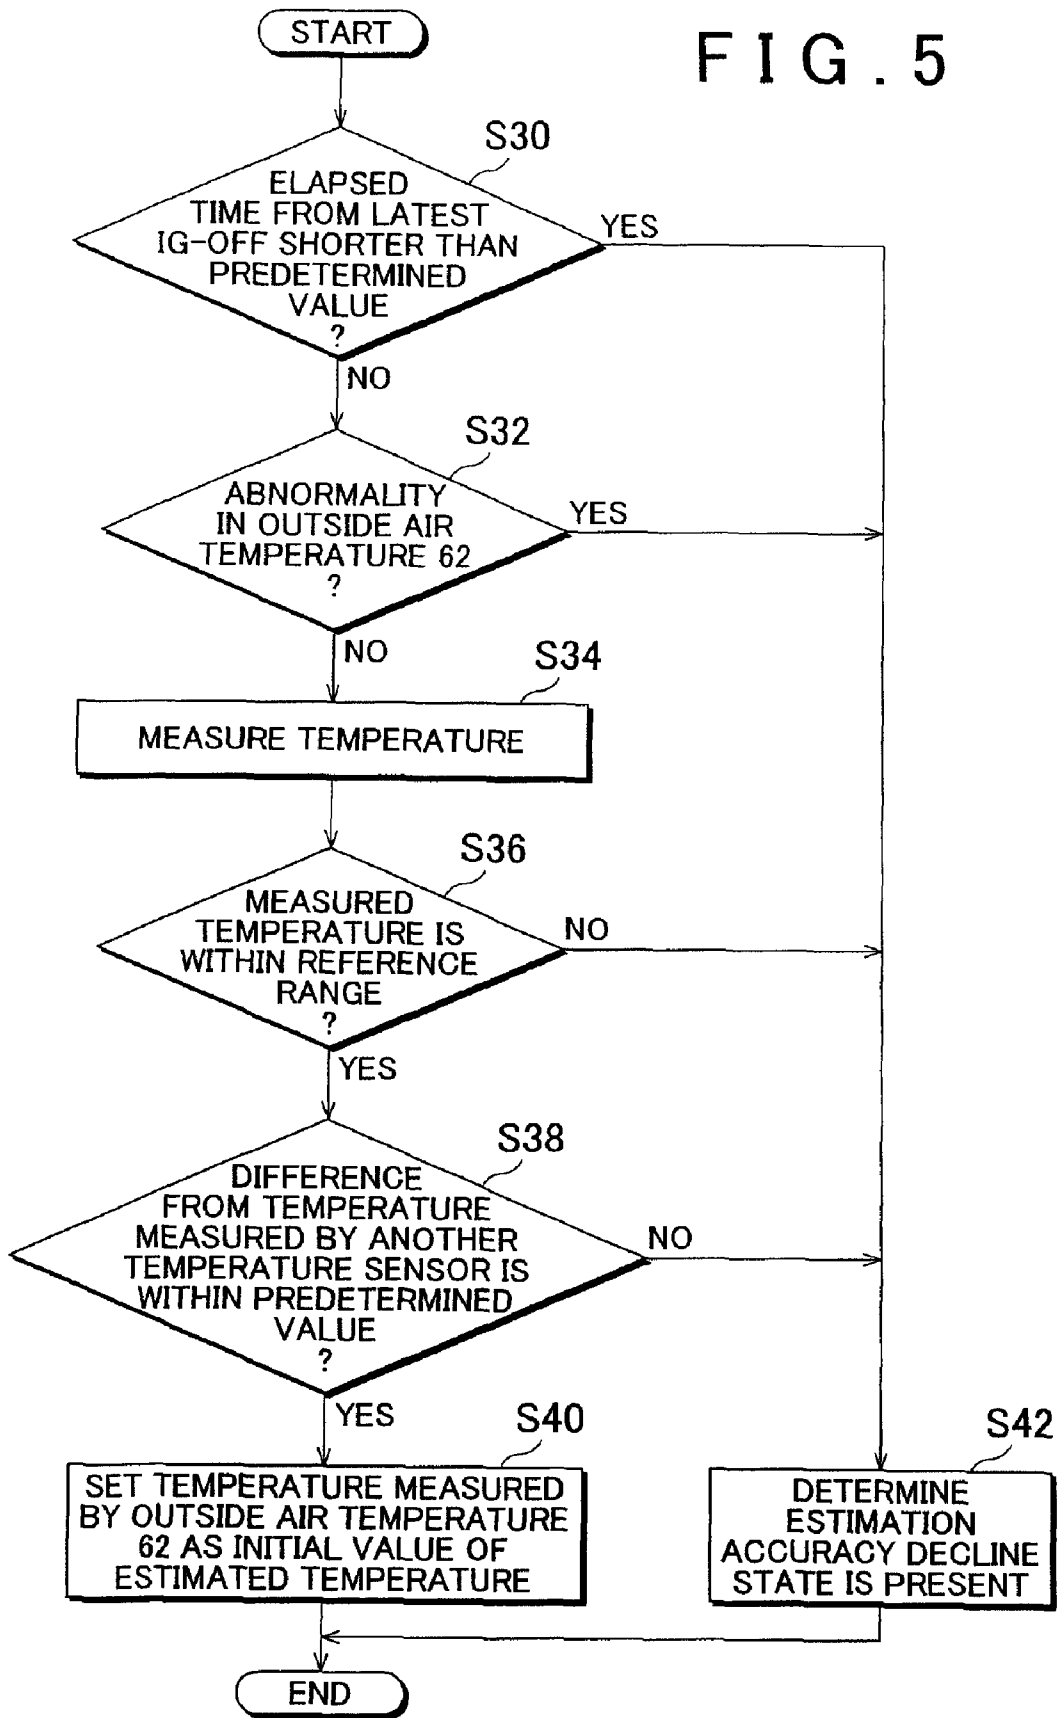 START
FIG. 5
S30
ELAPSED
TIME FROM LATEST
IG-OFF SHORTER THAN
PREDETERMINED
VALUE
?
YES
NO
S32
ABNORMALITY
IN OUTSIDE AIR
TEMPERATURE 62
?
YES
NO
S34
MEASURE TEMPERATURE
S36
MEASURED
TEMPERATURE IS
WITHIN REFERENCE
RANGE
?
NO
YES
S38
DIFFERENCE
FROM TEMPERATURE
MEASURED BY ANOTHER
TEMPERATURE SENSOR IS
WITHIN PREDETERMINED
VALUE
?
NO
YES
S40
SET TEMPERATURE MEASURED
BY OUTSIDE AIR TEMPERATURE
62 AS INITIAL VALUE OF
ESTIMATED TEMPERATURE
S42
DETERMINE
ESTIMATION
ACCURACY DECLINE
STATE IS PRESENT
END